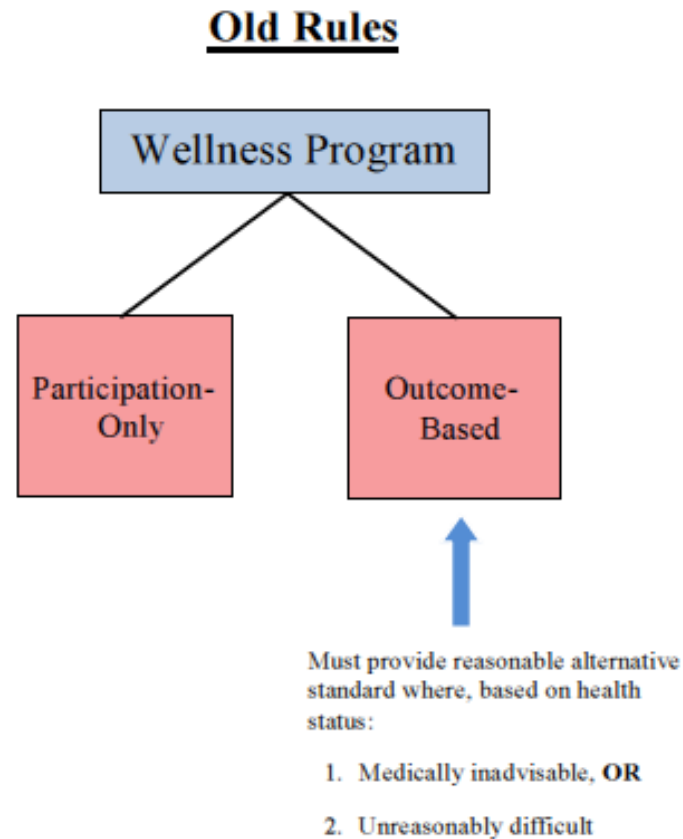 Old Rules
Wellness Program
Participation-
Only
Outcome-
Based
Must provide reasonable alternative
standard where, based on health
status:
1. Medically inadvisable, OR
2. Unreasonably difficult